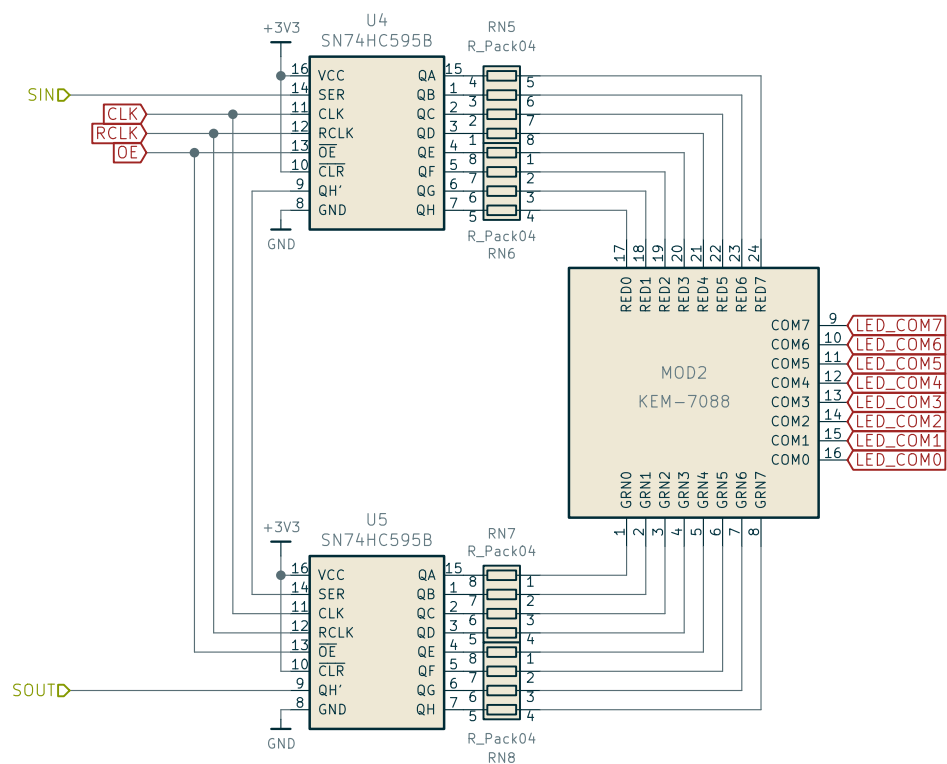 U4
SN74HC595B
+3V3
16 VCC QA 15
14 SER QB 1
11 CLK QC 2
12 RCLK QD 3
13 OE QE 4
10 CLR QF 5
9 QH' QG 6
8 GND QH 7
GND
SIN
CLK
RCLK
OE
RN5
R_Pack04
4 5
3 6
2 7
1 8
8 1
7 2
6 3
5 4
R_Pack04
RN6
17 18 19 20 21 22 23 24
RED0 RED1 RED2 RED3 RED4 RED5 RED6 RED7
MOD2
KEM-7088
COM7 9 LED_COM7
COM6 10 LED_COM6
COM5 11 LED_COM5
COM4 12 LED_COM4
COM3 13 LED_COM3
COM2 14 LED_COM2
COM1 15 LED_COM1
COM0 16 LED_COM0
GRN0 GRN1 GRN2 GRN3 GRN4 GRN5 GRN6 GRN7
1 2 3 4 5 6 7 8
U5
SN74HC595B
+3V3
16 VCC QA 15
14 SER QB 1
11 CLK QC 2
12 RCLK QD 3
13 OE QE 4
10 CLR QF 5
9 QH' QG 6
8 GND QH 7
GND
SOUT
RN7
R_Pack04
8 1
7 2
6 3
5 4
8 1
7 2
6 3
5 4
R_Pack04
RN8